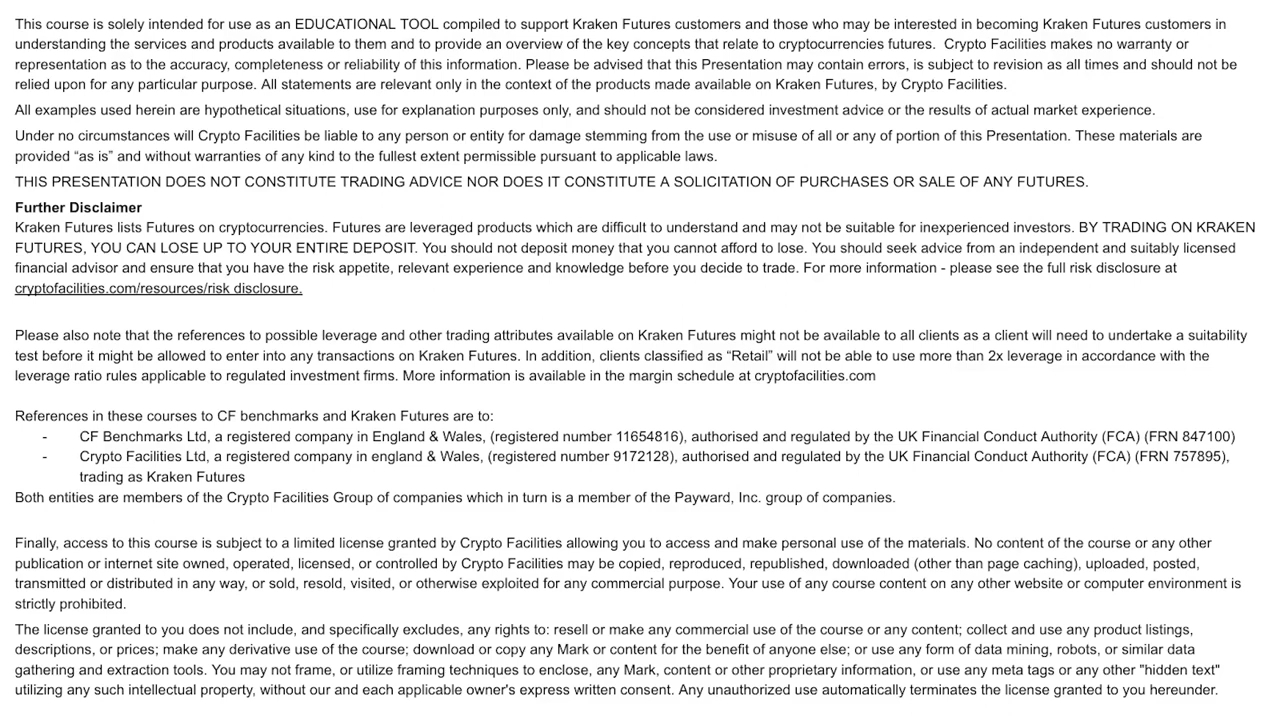 This course is solely intended for use as an EDUCATIONAL TOOL compiled to support Kraken Futures customers and those who may be interested in becoming Kraken Futures customers in
understanding the services and products available to them and to provide an overview of the key concepts that relate to cryptocurrencies futures.  Crypto Facilities makes no warranty or
representation as to the accuracy, completeness or reliability of this information. Please be advised that this Presentation may contain errors, is subject to revision as all times and should not be
relied upon for any particular purpose. All statements are relevant only in the context of the products made available on Kraken Futures, by Crypto Facilities.
All examples used herein are hypothetical situations, use for explanation purposes only, and should not be considered investment advice or the results of actual market experience.
Under no circumstances will Crypto Facilities be liable to any person or entity for damage stemming from the use or misuse of all or any of portion of this Presentation. These materials are
provided “as is” and without warranties of any kind to the fullest extent permissible pursuant to applicable laws.
THIS PRESENTATION DOES NOT CONSTITUTE TRADING ADVICE NOR DOES IT CONSTITUTE A SOLICITATION OF PURCHASES OR SALE OF ANY FUTURES.
Further Disclaimer
Kraken Futures lists Futures on cryptocurrencies. Futures are leveraged products which are difficult to understand and may not be suitable for inexperienced investors. BY TRADING ON KRAKEN
FUTURES, YOU CAN LOSE UP TO YOUR ENTIRE DEPOSIT. You should not deposit money that you cannot afford to lose. You should seek advice from an independent and suitably licensed
financial advisor and ensure that you have the risk appetite, relevant experience and knowledge before you decide to trade. For more information - please see the full risk disclosure at
cryptofacilities.com/resources/risk disclosure.
Please also note that the references to possible leverage and other trading attributes available on Kraken Futures might not be available to all clients as a client will need to undertake a suitability
test before it might be allowed to enter into any transactions on Kraken Futures. In addition, clients classified as “Retail” will not be able to use more than 2x leverage in accordance with the
leverage ratio rules applicable to regulated investment firms. More information is available in the margin schedule at cryptofacilities.com
References in these courses to CF benchmarks and Kraken Futures are to:
- CF Benchmarks Ltd, a registered company in England & Wales, (registered number 11654816), authorised and regulated by the UK Financial Conduct Authority (FCA) (FRN 847100)
- Crypto Facilities Ltd, a registered company in england & Wales, (registered number 9172128), authorised and regulated by the UK Financial Conduct Authority (FCA) (FRN 757895),
trading as Kraken Futures
Both entities are members of the Crypto Facilities Group of companies which in turn is a member of the Payward, Inc. group of companies.
Finally, access to this course is subject to a limited license granted by Crypto Facilities allowing you to access and make personal use of the materials. No content of the course or any other
publication or internet site owned, operated, licensed, or controlled by Crypto Facilities may be copied, reproduced, republished, downloaded (other than page caching), uploaded, posted,
transmitted or distributed in any way, or sold, resold, visited, or otherwise exploited for any commercial purpose. Your use of any course content on any other website or computer environment is
strictly prohibited.
The license granted to you does not include, and specifically excludes, any rights to: resell or make any commercial use of the course or any content; collect and use any product listings,
descriptions, or prices; make any derivative use of the course; download or copy any Mark or content for the benefit of anyone else; or use any form of data mining, robots, or similar data
gathering and extraction tools. You may not frame, or utilize framing techniques to enclose, any Mark, content or other proprietary information, or use any meta tags or any other "hidden text"
utilizing any such intellectual property, without our and each applicable owner's express written consent. Any unauthorized use automatically terminates the license granted to you hereunder.